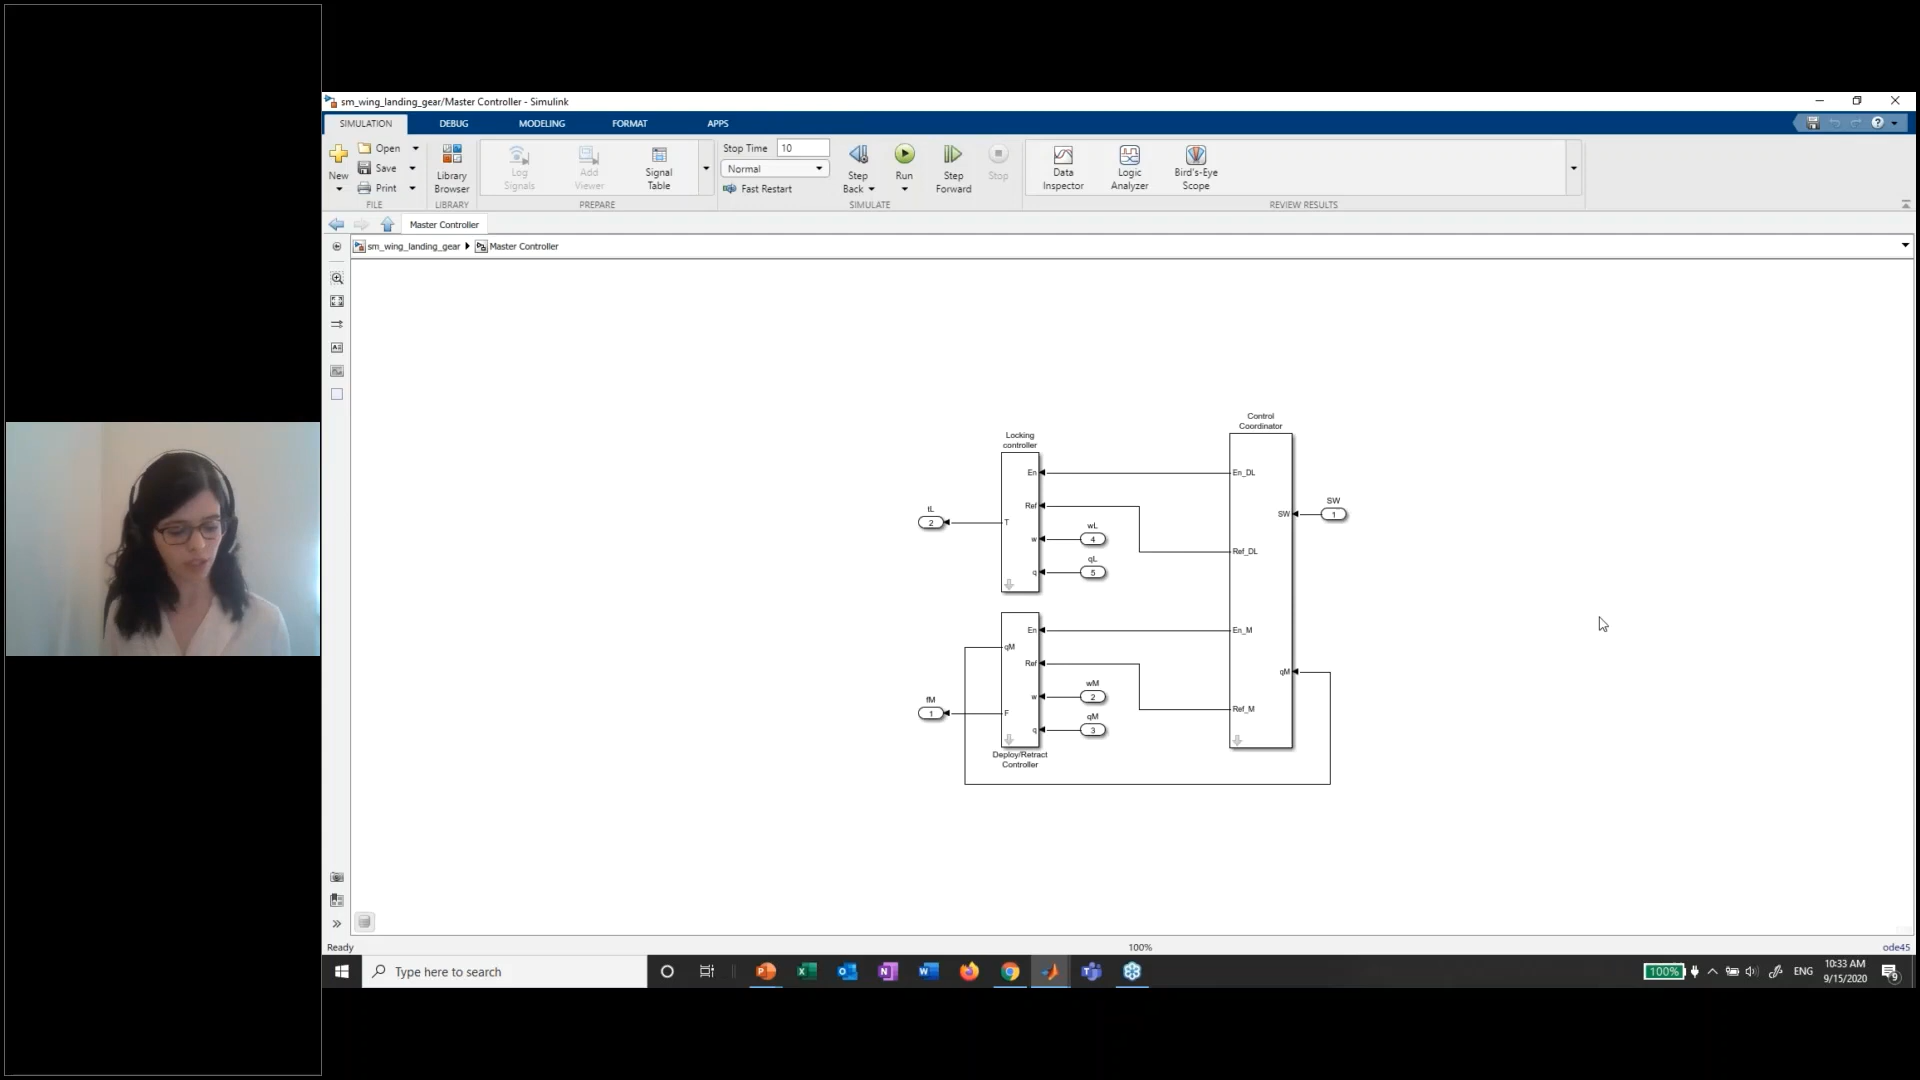 sm_wing_landing_gear/Master Controller - Simulink
SIMULATION DEBUG MODELING FORMAT APPS
New
Open
Save
Print
FILE
Library Browser
LIBRARY
Log Signals
Add Viewer
Signal Table
PREPARE
Stop Time 10
Normal
Fast Restart
Step Back
Run
Step Forward
Stop
SIMULATE
Data Inspector
Logic Analyzer
Bird's-Eye Scope
REVIEW RESULTS
Master Controller
sm_wing_landing_gear Master Controller
Control
Coordinator
Locking
controller
En
En_DL
SW
Ref
tL
wL
SW
1
2
T
w
4
qL
Ref_DL
q
5
En
En_M
qM
Ref
qM
wM
w
2
fM
qM
Ref_M
1
F
q
3
Deploy/Retract
Controller
Ready 100% ode45
Type here to search
100% ENG 10:33 AM
9/15/2020
9